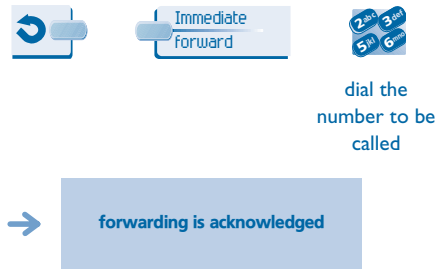 Immediate
forward
2abc 3def
5jkl 6mno
dial the
number to be
called
forwarding is acknowledged